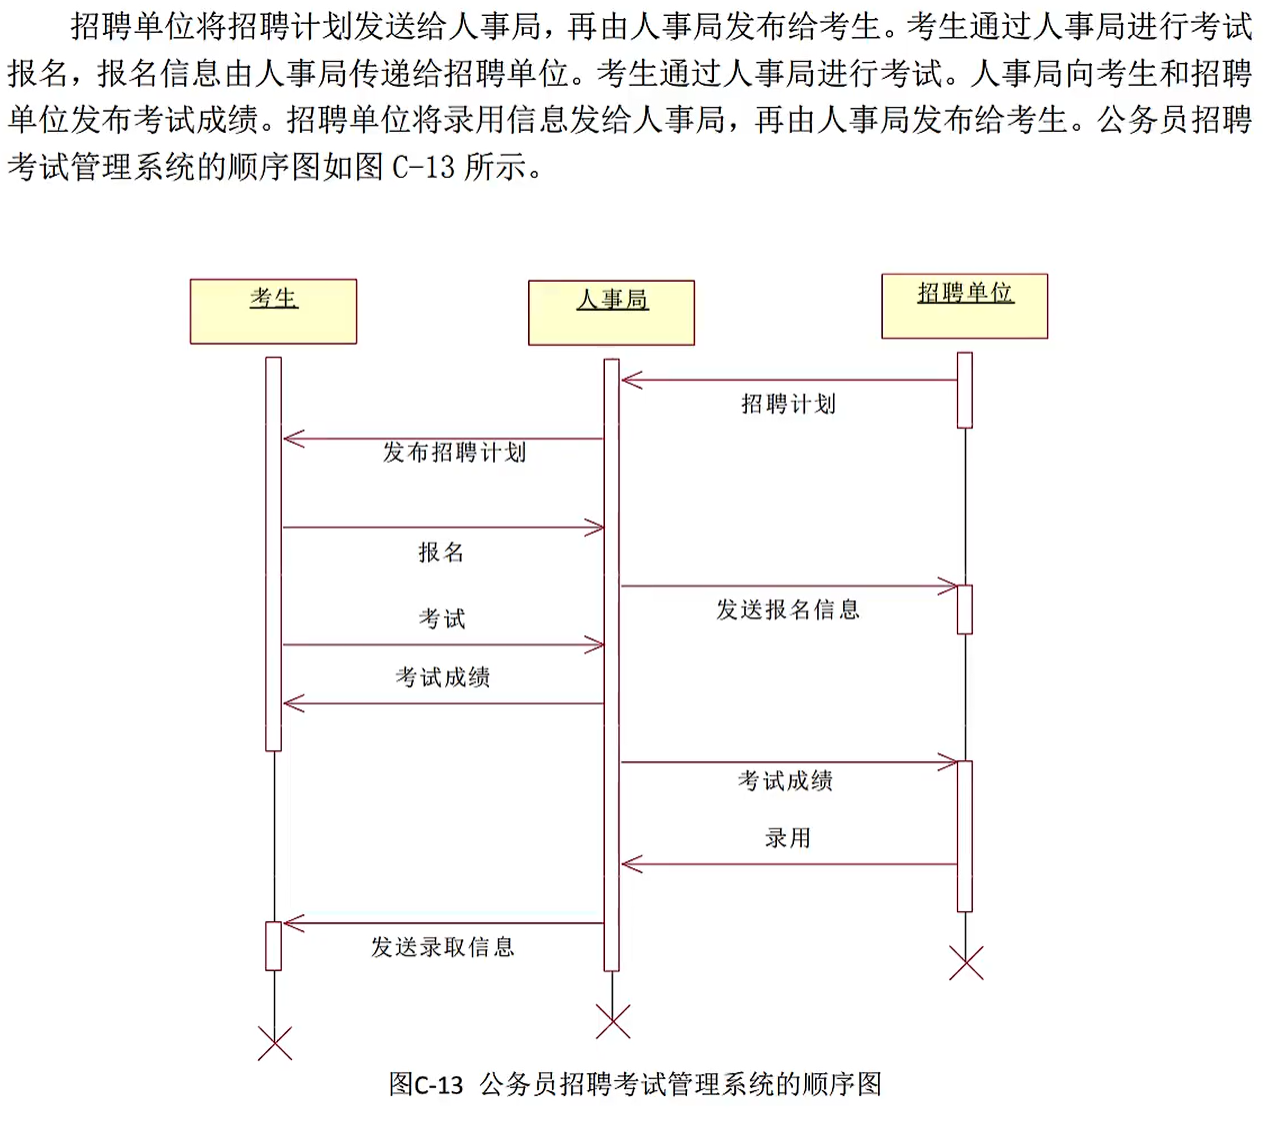 招聘单位将招聘计划发送给人事局，再由人事局发布给考生。考生通过人事局进行考试
报名，报名信息由人事局传递给招聘单位。考生通过人事局进行考试。人事局向考生和招聘
单位发布考试成绩。招聘单位将录用信息发给人事局，再由人事局发布给考生。公务员招聘
考试管理系统的顺序图如图 C-13 所示。
考生
人事局
招聘单位
招聘计划
发布招聘计划
报名
发送报名信息
考试
考试成绩
考试成绩
录用
发送录取信息
图C-13 公务员招聘考试管理系统的顺序图